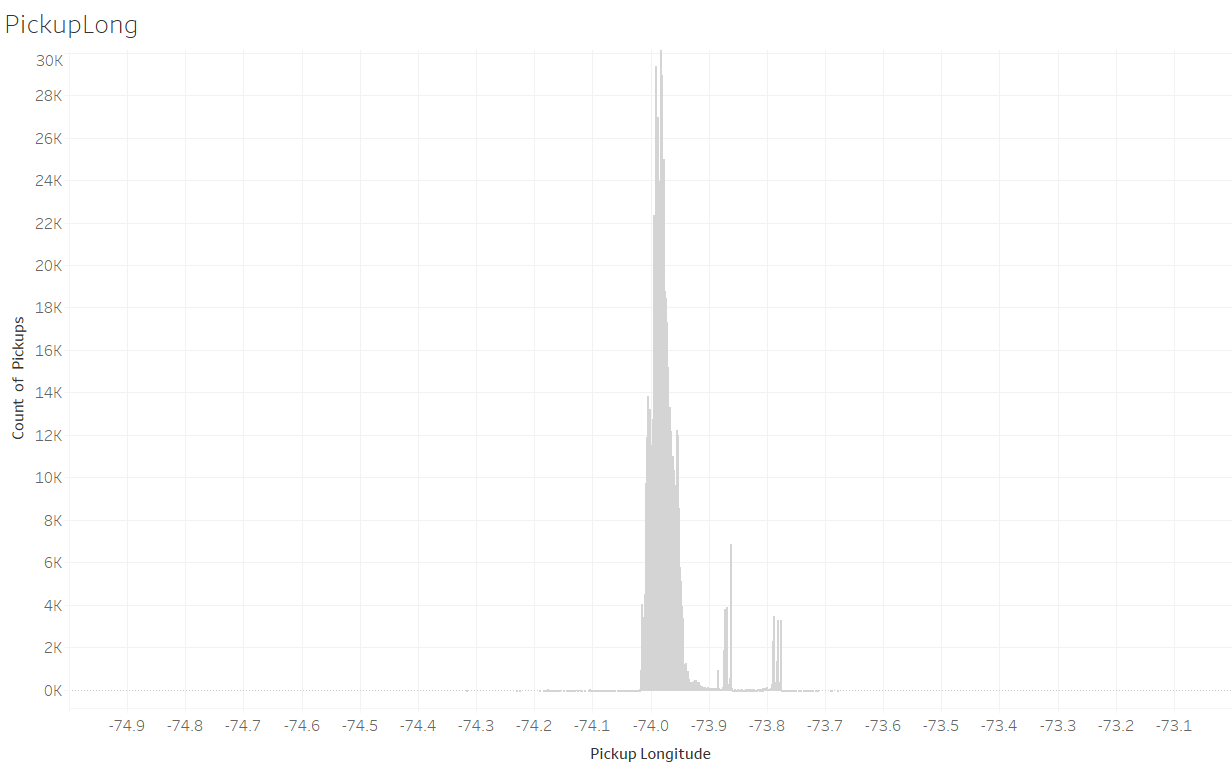 PickupLong
30K
28K
26K
24K
22K
20K
18K
16K
14K
12K
10K
8K
6K
4K
2K
0K
Count of Pickups
-74.9 -74.8 -74.7 -74.6 -74.5 -74.4 -74.3 -74.2 -74.1 -74.0 -73.9 -73.8 -73.7 -73.6 -73.5 -73.4 -73.3 -73.2 -73.1
Pickup Longitude